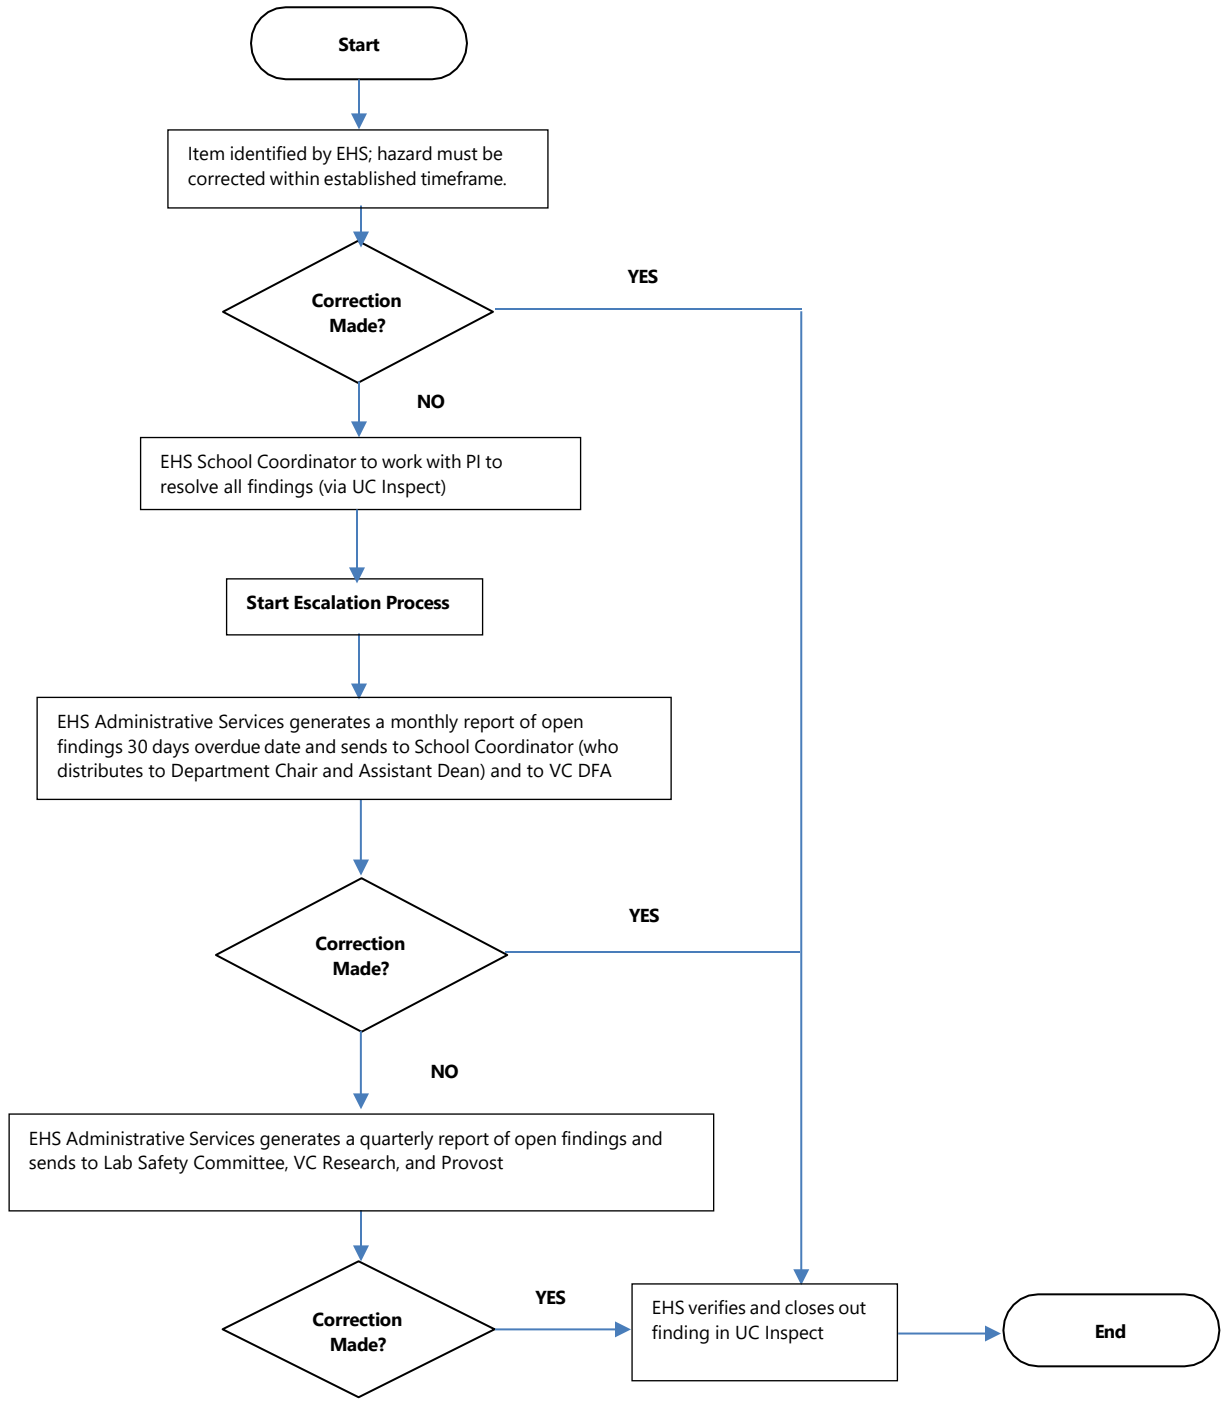 Start
Item identified by EHS; hazard must be
corrected within established timeframe.
YES
Correction
Made?
NO
EHS School Coordinator to work with PI to
resolve all findings (via UC Inspect)
Start Escalation Process
EHS Administrative Services generates a monthly report of open
findings 30 days overdue date and sends to School Coordinator (who
distributes to Department Chair and Assistant Dean) and to VC DFA
YES
Correction
Made?
NO
EHS Administrative Services generates a quarterly report of open findings and
sends to Lab Safety Committee, VC Research, and Provost
YES
Correction
Made?
EHS verifies and closes out
finding in UC Inspect
End